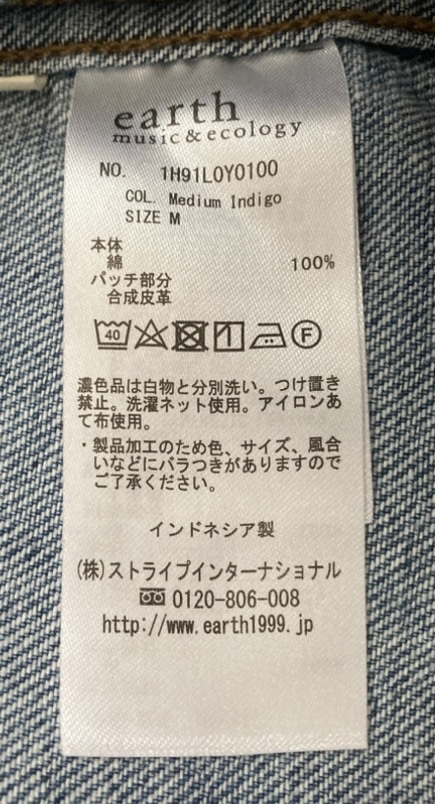 earth
music&ecology
NO. 1H91L0Y0100
COL. Medium Indigo
SIZE M
本体
綿 100%
パッチ部分
合成皮革
40
F
濃色品は白物と分別洗い。つけ置き
禁止。洗濯ネット使用。アイロンあ
て布使用。
・製品加工のため色、サイズ、風合
いなどにバラつきがありますので
ご了承ください。
インドネシア製
(株)ストライプインターナショナル
0120-806-008
http://www.earth1999.jp